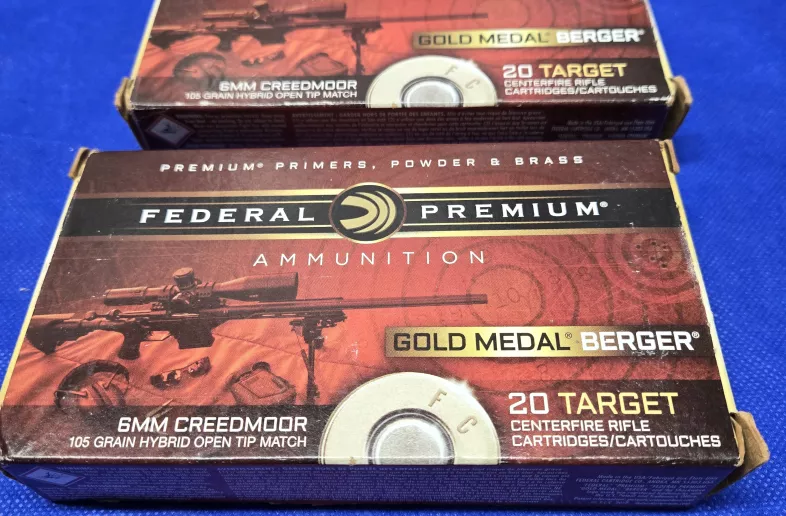 GOLD MEDAL® BERGER®
6MM CREEDMOOR
105 GRAIN HYBRID OPEN TIP MATCH
F C
20 TARGET
CENTERFIRE RIFLE
CARTRIDGES/CARTOUCHES
PREMIUM® PRIMERS, POWDER & BRASS
FEDERAL PREMIUM®
AMMUNITION
10
GOLD MEDAL® BERGER®
6MM CREEDMOOR
105 GRAIN HYBRID OPEN TIP MATCH
F C
20 TARGET
CENTERFIRE RIFLE
CARTRIDGES/CARTOUCHES